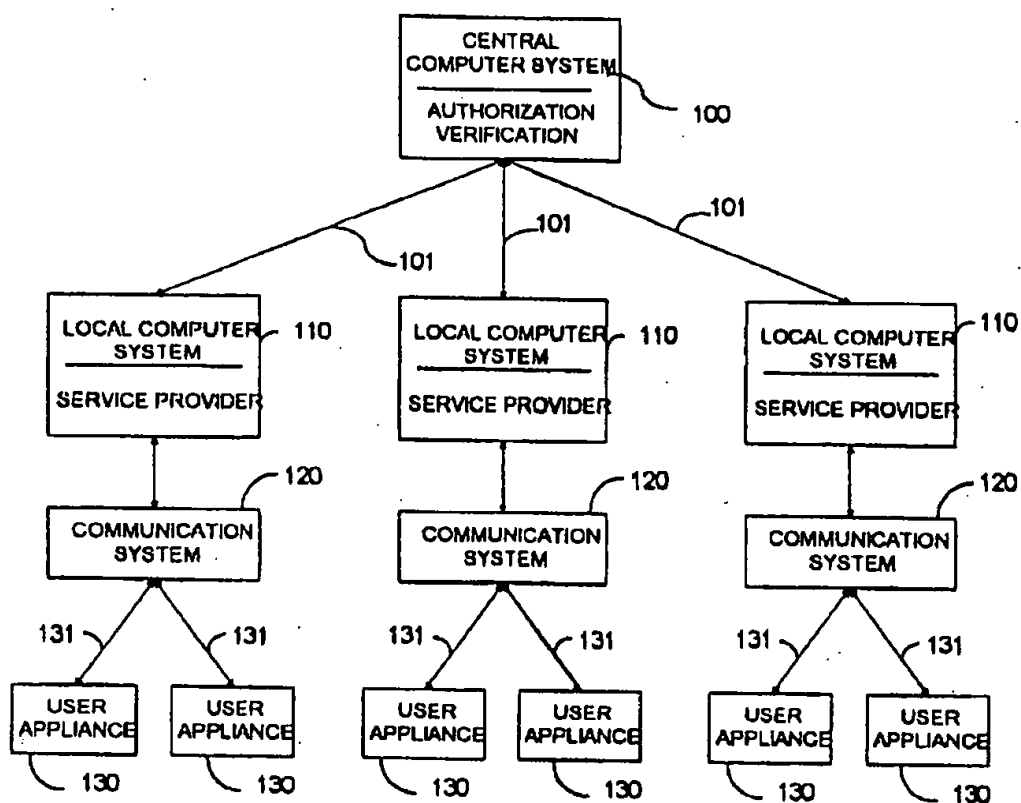 CENTRAL
COMPUTER SYSTEM
AUTHORIZATION
VERIFICATION
100
101
101
101
LOCAL COMPUTER
SYSTEM
SERVICE PROVIDER
110
LOCAL COMPUTER
SYSTEM
SERVICE PROVIDER
110
LOCAL COMPUTER
SYSTEM
SERVICE PROVIDER
110
120
COMMUNICATION
SYSTEM
120
COMMUNICATION
SYSTEM
120
COMMUNICATION
SYSTEM
131
131
131
131
131
131
USER
APPLIANCE
USER
APPLIANCE
USER
APPLIANCE
USER
APPLIANCE
USER
APPLIANCE
USER
APPLIANCE
130
130
130
130
130
130